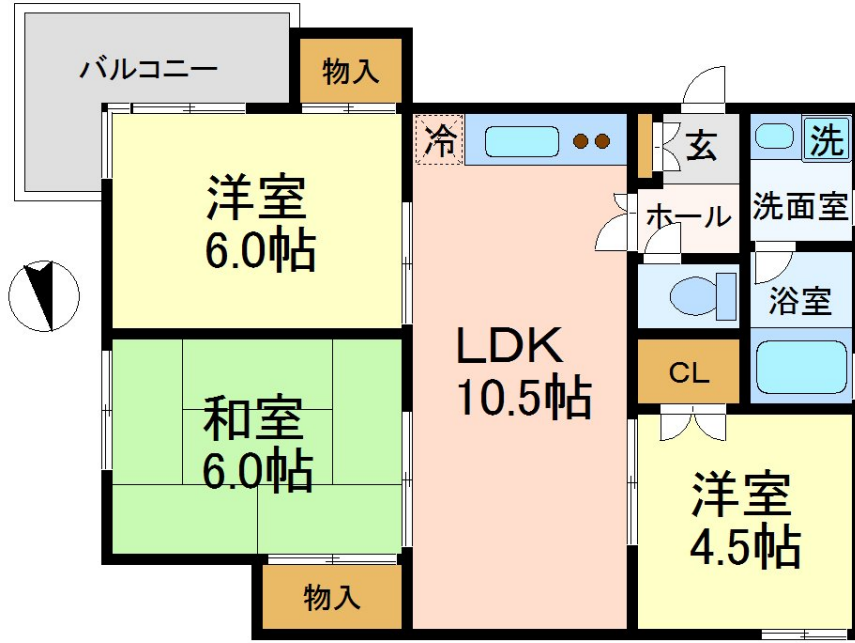 バルコニー
物入
冷
玄
洗
洋室
6.0帖
ホール
洗面室
浴室
LDK
10.5帖
CL
和室
6.0帖
洋室
4.5帖
物入